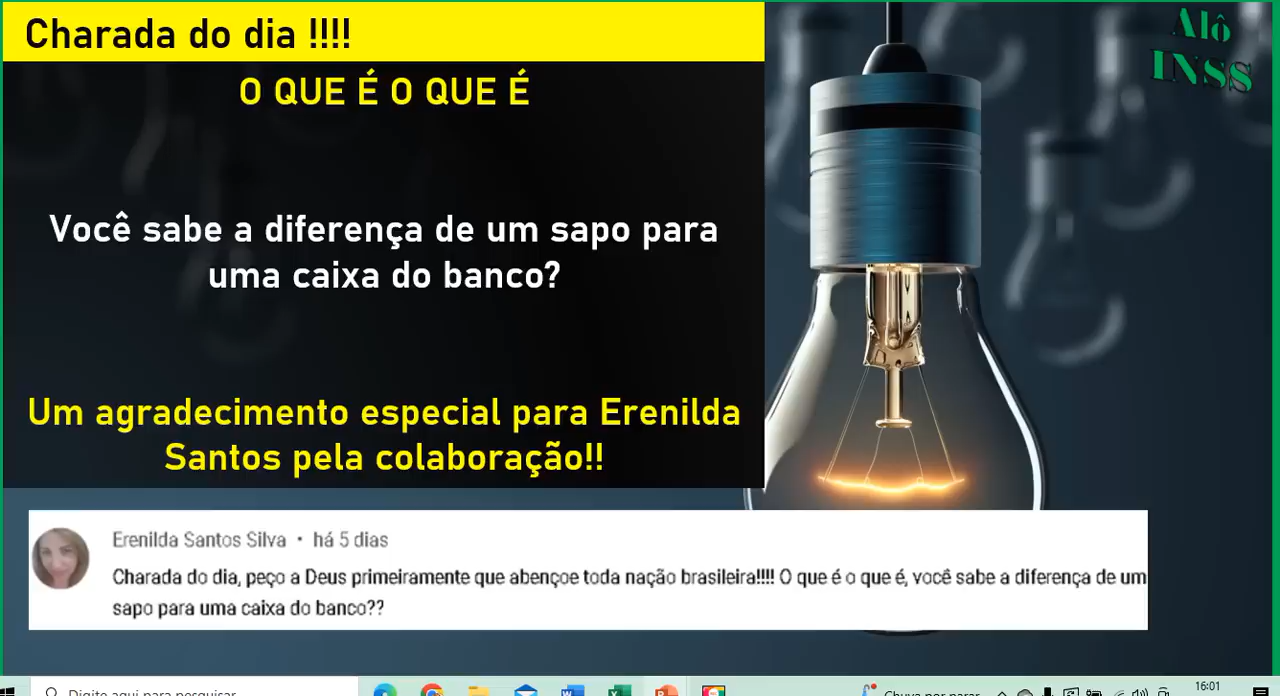 Charada do dia !!!!
Alô
INSS
O QUE É O QUE É
Você sabe a diferença de um sapo para
uma caixa do banco?
Um agradecimento especial para Erenilda
Santos pela colaboração!!
Erenilda Santos Silva • há 5 dias
Charada do dia, peço a Deus primeiramente que abençoe toda nação brasileira!!!! O que é o que é, você sabe a diferença de um
sapo para uma caixa do banco??
Digite aqui para pesquisar
Chuva por parar
16:01